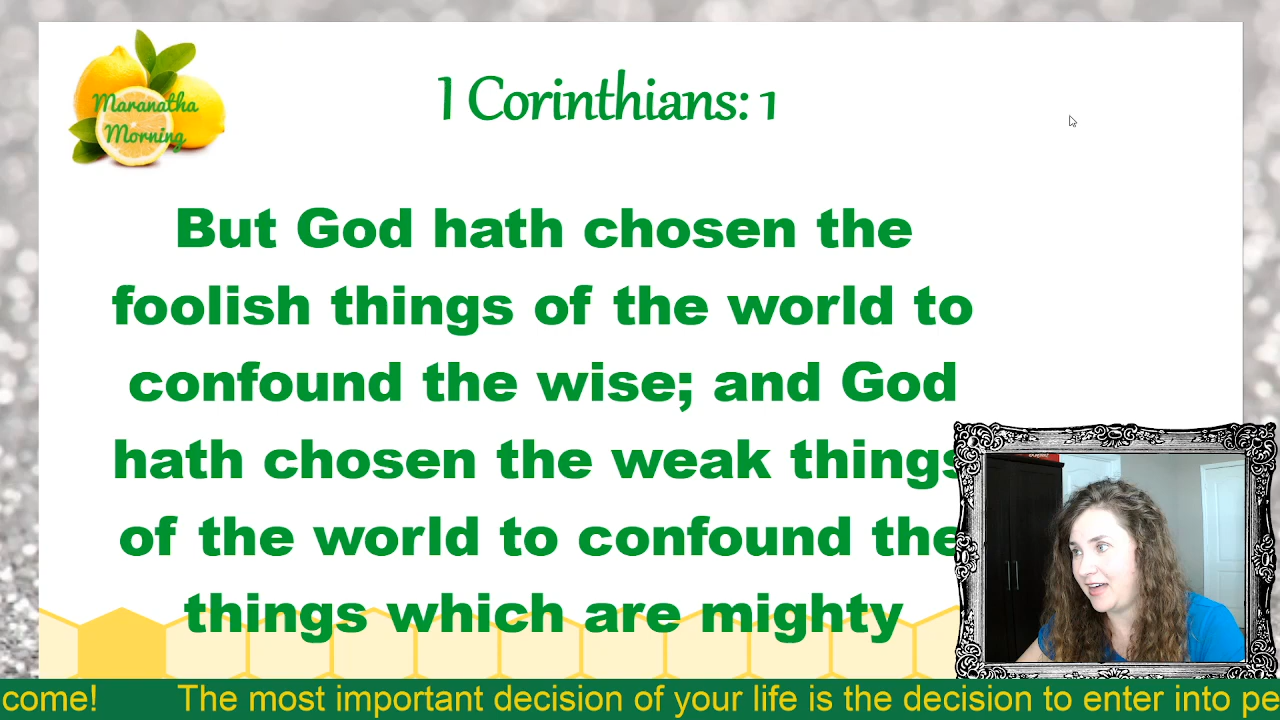 Maranatha
Morning
1 Corinthians: 1
But God hath chosen the
foolish things of the world to
confound the wise; and God
hath chosen the weak things
of the world to confound the
things which are mighty
come! The most important decision of your life is the decision to enter into pe